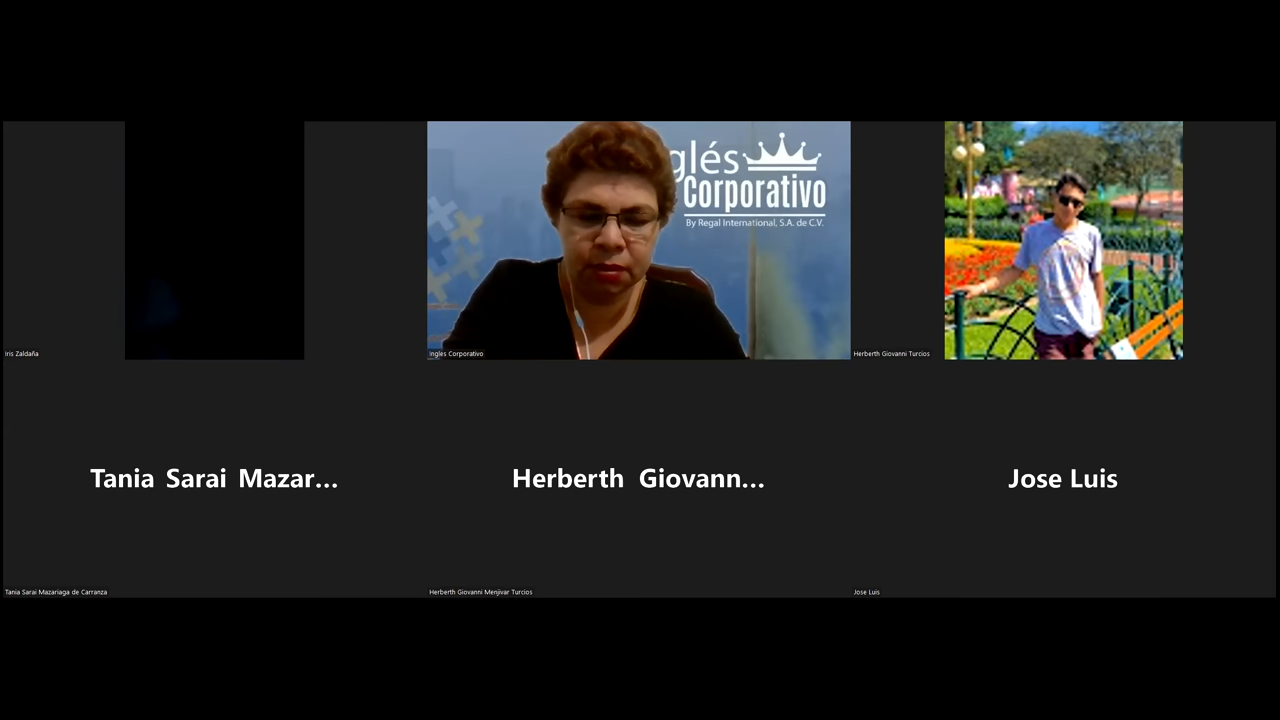 glés
Corporativo
By Regal International, S.A. de C.V.
Iris Zaldaña
Inglés Corporativo
Herberth Giovanni Turcios
Tania Sarai Mazar...
Herberth Giovann...
Jose Luis
Tania Sarai Mazariaga de Carranza
Herberth Giovanni Menjivar Turcios
Jose Luis